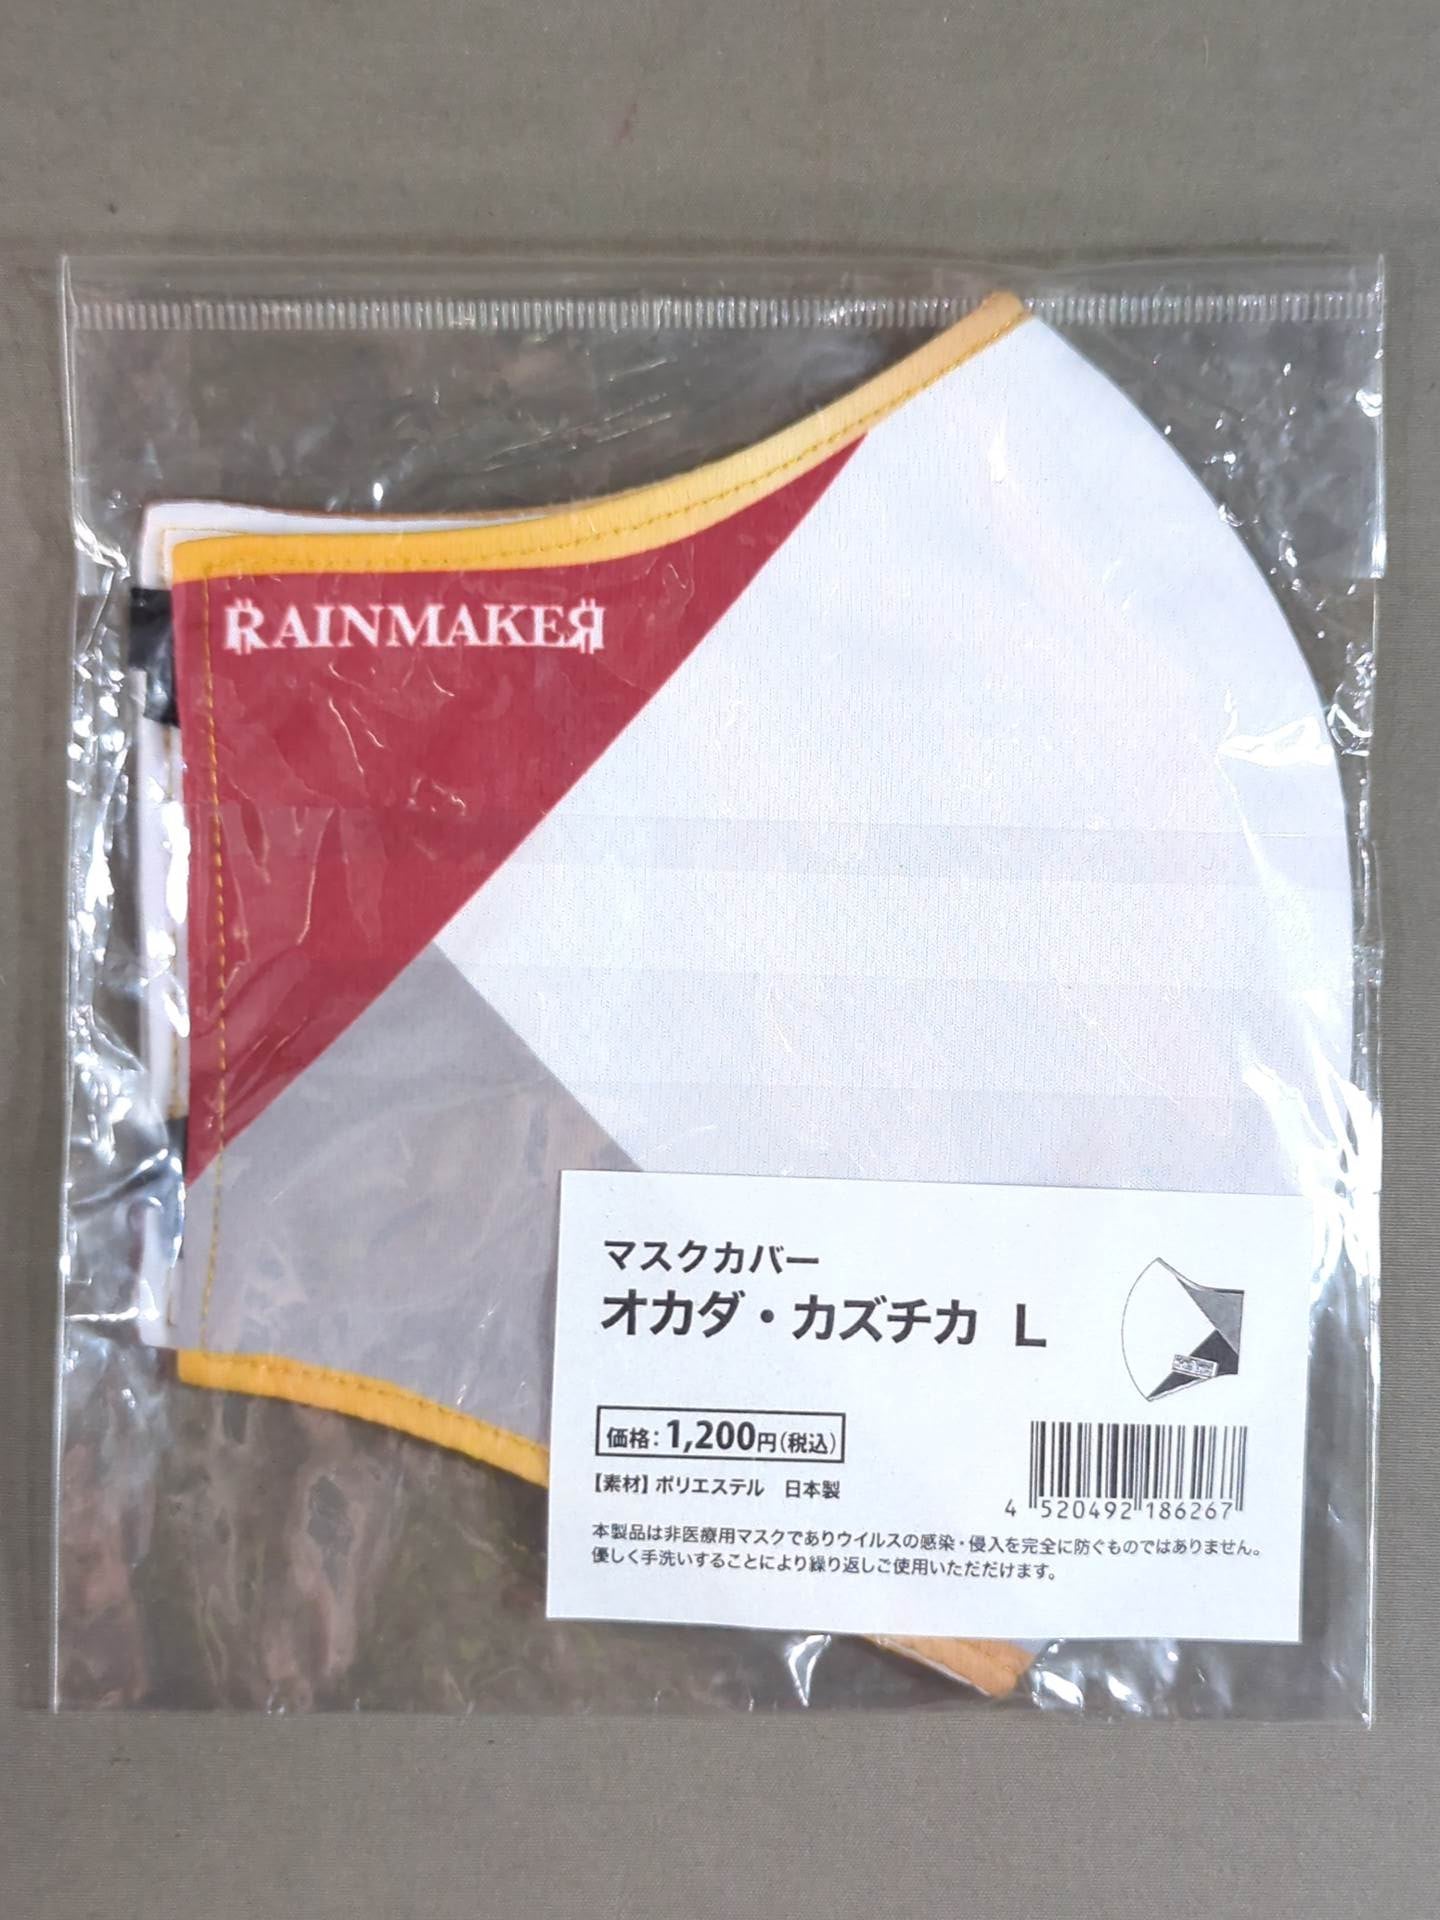 RAINMAKER
マスクカバー
オカダ・カズチカ L
価格：1,200円（税込）
【素材】ポリエステル 日本製
4 520492 186267
本製品は非医療用マスクでありウイルスの感染・侵入を完全に防ぐものではありません。
優しく手洗いすることにより繰り返しご使用いただだけます。